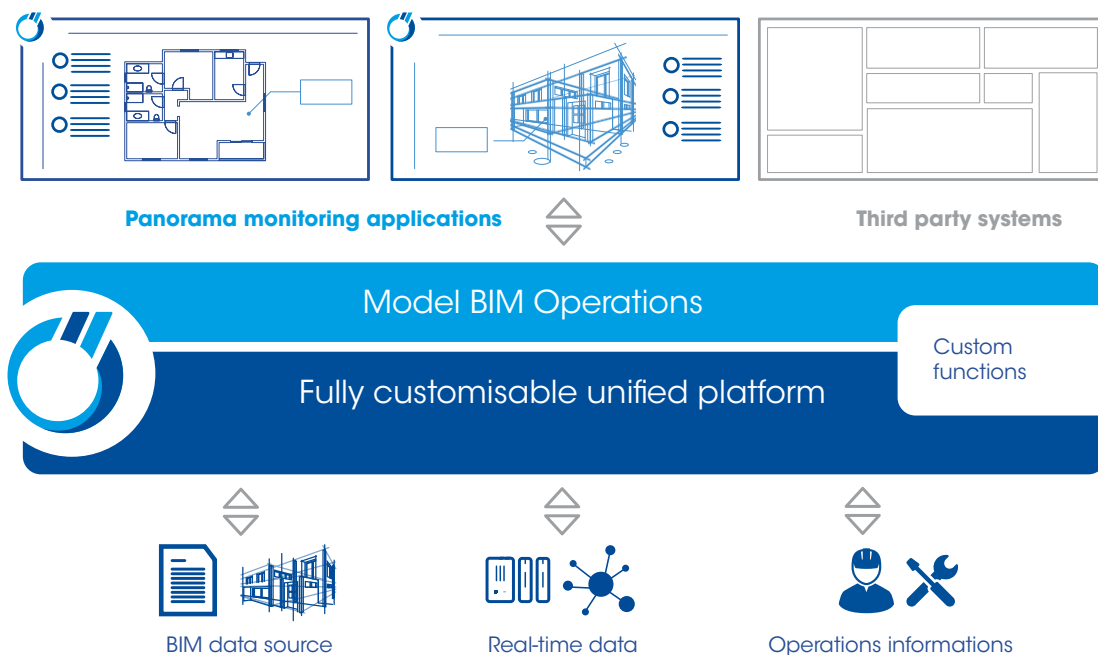 Panorama monitoring applications
Third party systems
Model BIM Operations
Custom
functions
Fully customisable unified platform
BIM data source
Real-time data
Operations informations